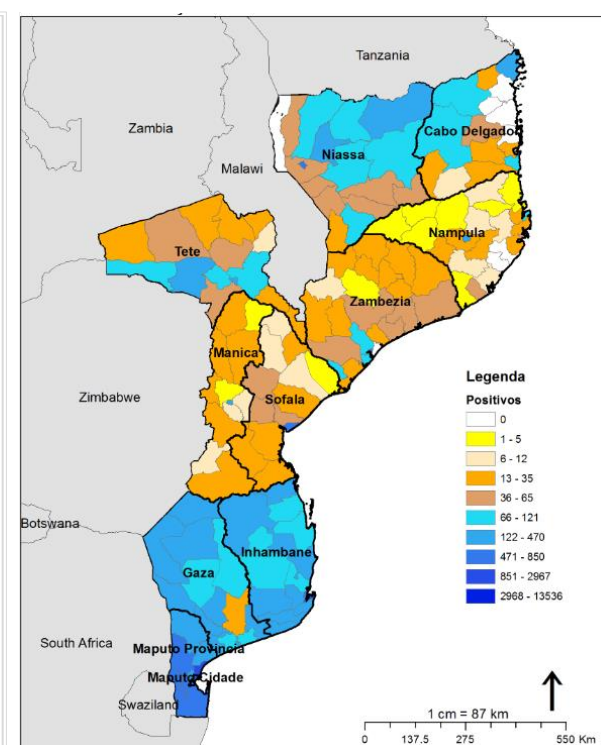 Tanzania
Zambia
Cabo Delgado
Niassa
Malawi
Nampula
Tete
Zambezia
Manica
Sofala
Zimbabwe
Legenda
Positivos
0
1 - 5
6 - 12
13 - 35
36 - 65
66 - 121
122 - 470
471 - 850
851 - 2967
2968 - 13536
Botswana
Inhambane
Gaza
South Africa
Maputo Provincia
Maputo Cidade
Swaziland
1 cm = 87 km
0 137.5 275 550 Km